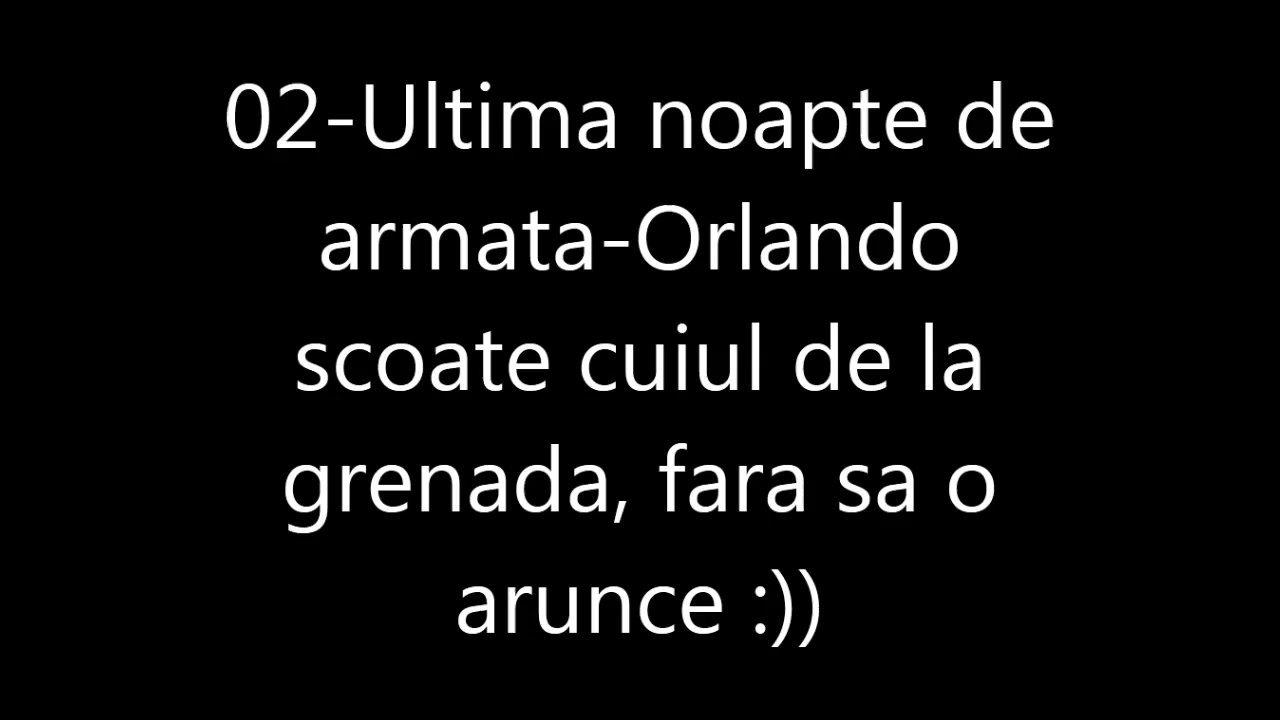 02-Ultima noapte de
armata-Orlando
scoate cuiul de la
grenada, fara sa o
arunce :))